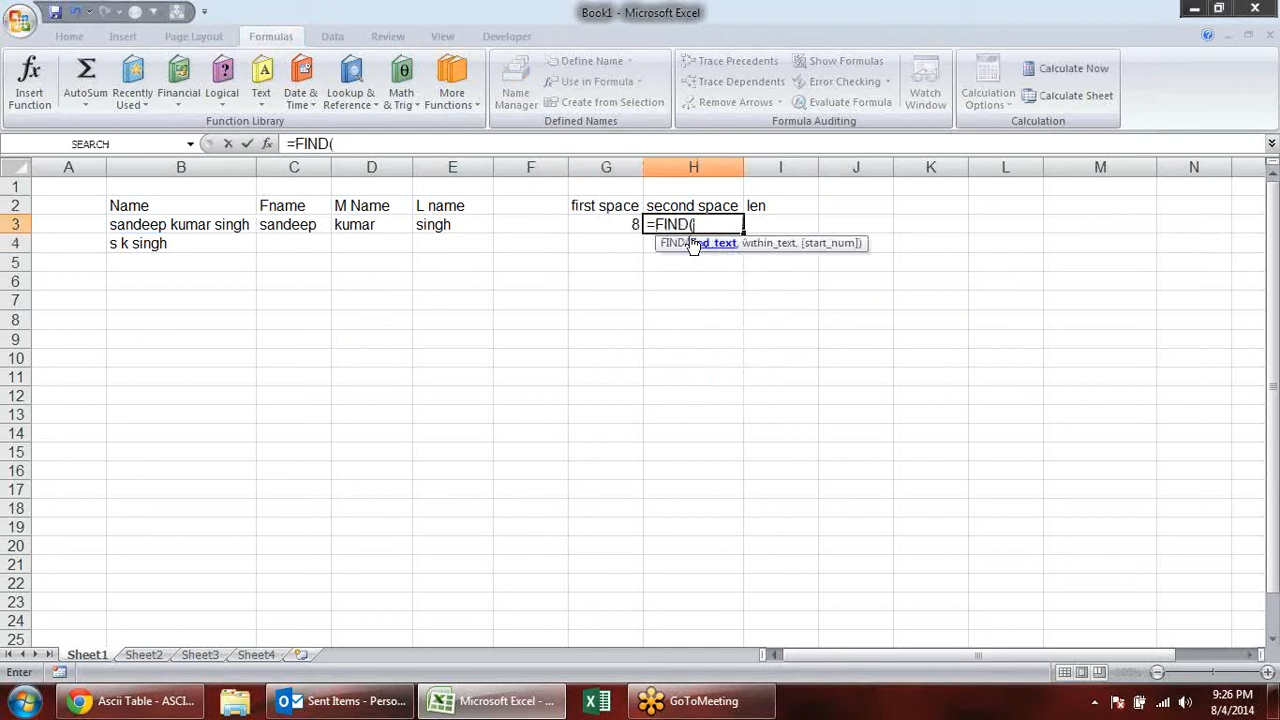 Book1 - Microsoft Excel
Home Insert Page Layout Formulas Data Review View Developer
Insert Function
AutoSum
Recently Used
Financial
Logical
Text
Date & Time
Lookup & Reference
Math & Trig
More Functions
Function Library
Name Manager
Define Name
Use in Formula
Create from Selection
Defined Names
Trace Precedents
Trace Dependents
Remove Arrows
Show Formulas
Error Checking
Evaluate Formula
Formula Auditing
Watch Window
Calculation Options
Calculate Now
Calculate Sheet
Calculation
SEARCH =FIND(
A B C D E F G H I J K L M N
1
2 Name Fname M Name L name first space second space len
3 sandeep kumar singh sandeep kumar singh 8 =FIND(
4 s k singh
FIND(find_text, within_text, [start_num])
5
6
7
8
9
10
11
12
13
14
15
16
17
18
19
20
21
22
23
24
25
Sheet1 Sheet2 Sheet3 Sheet4
Enter 100%
Ascii Table - ASCI... Sent Items - Perso... Microsoft Excel - ... GoToMeeting
9:26 PM
8/4/2014